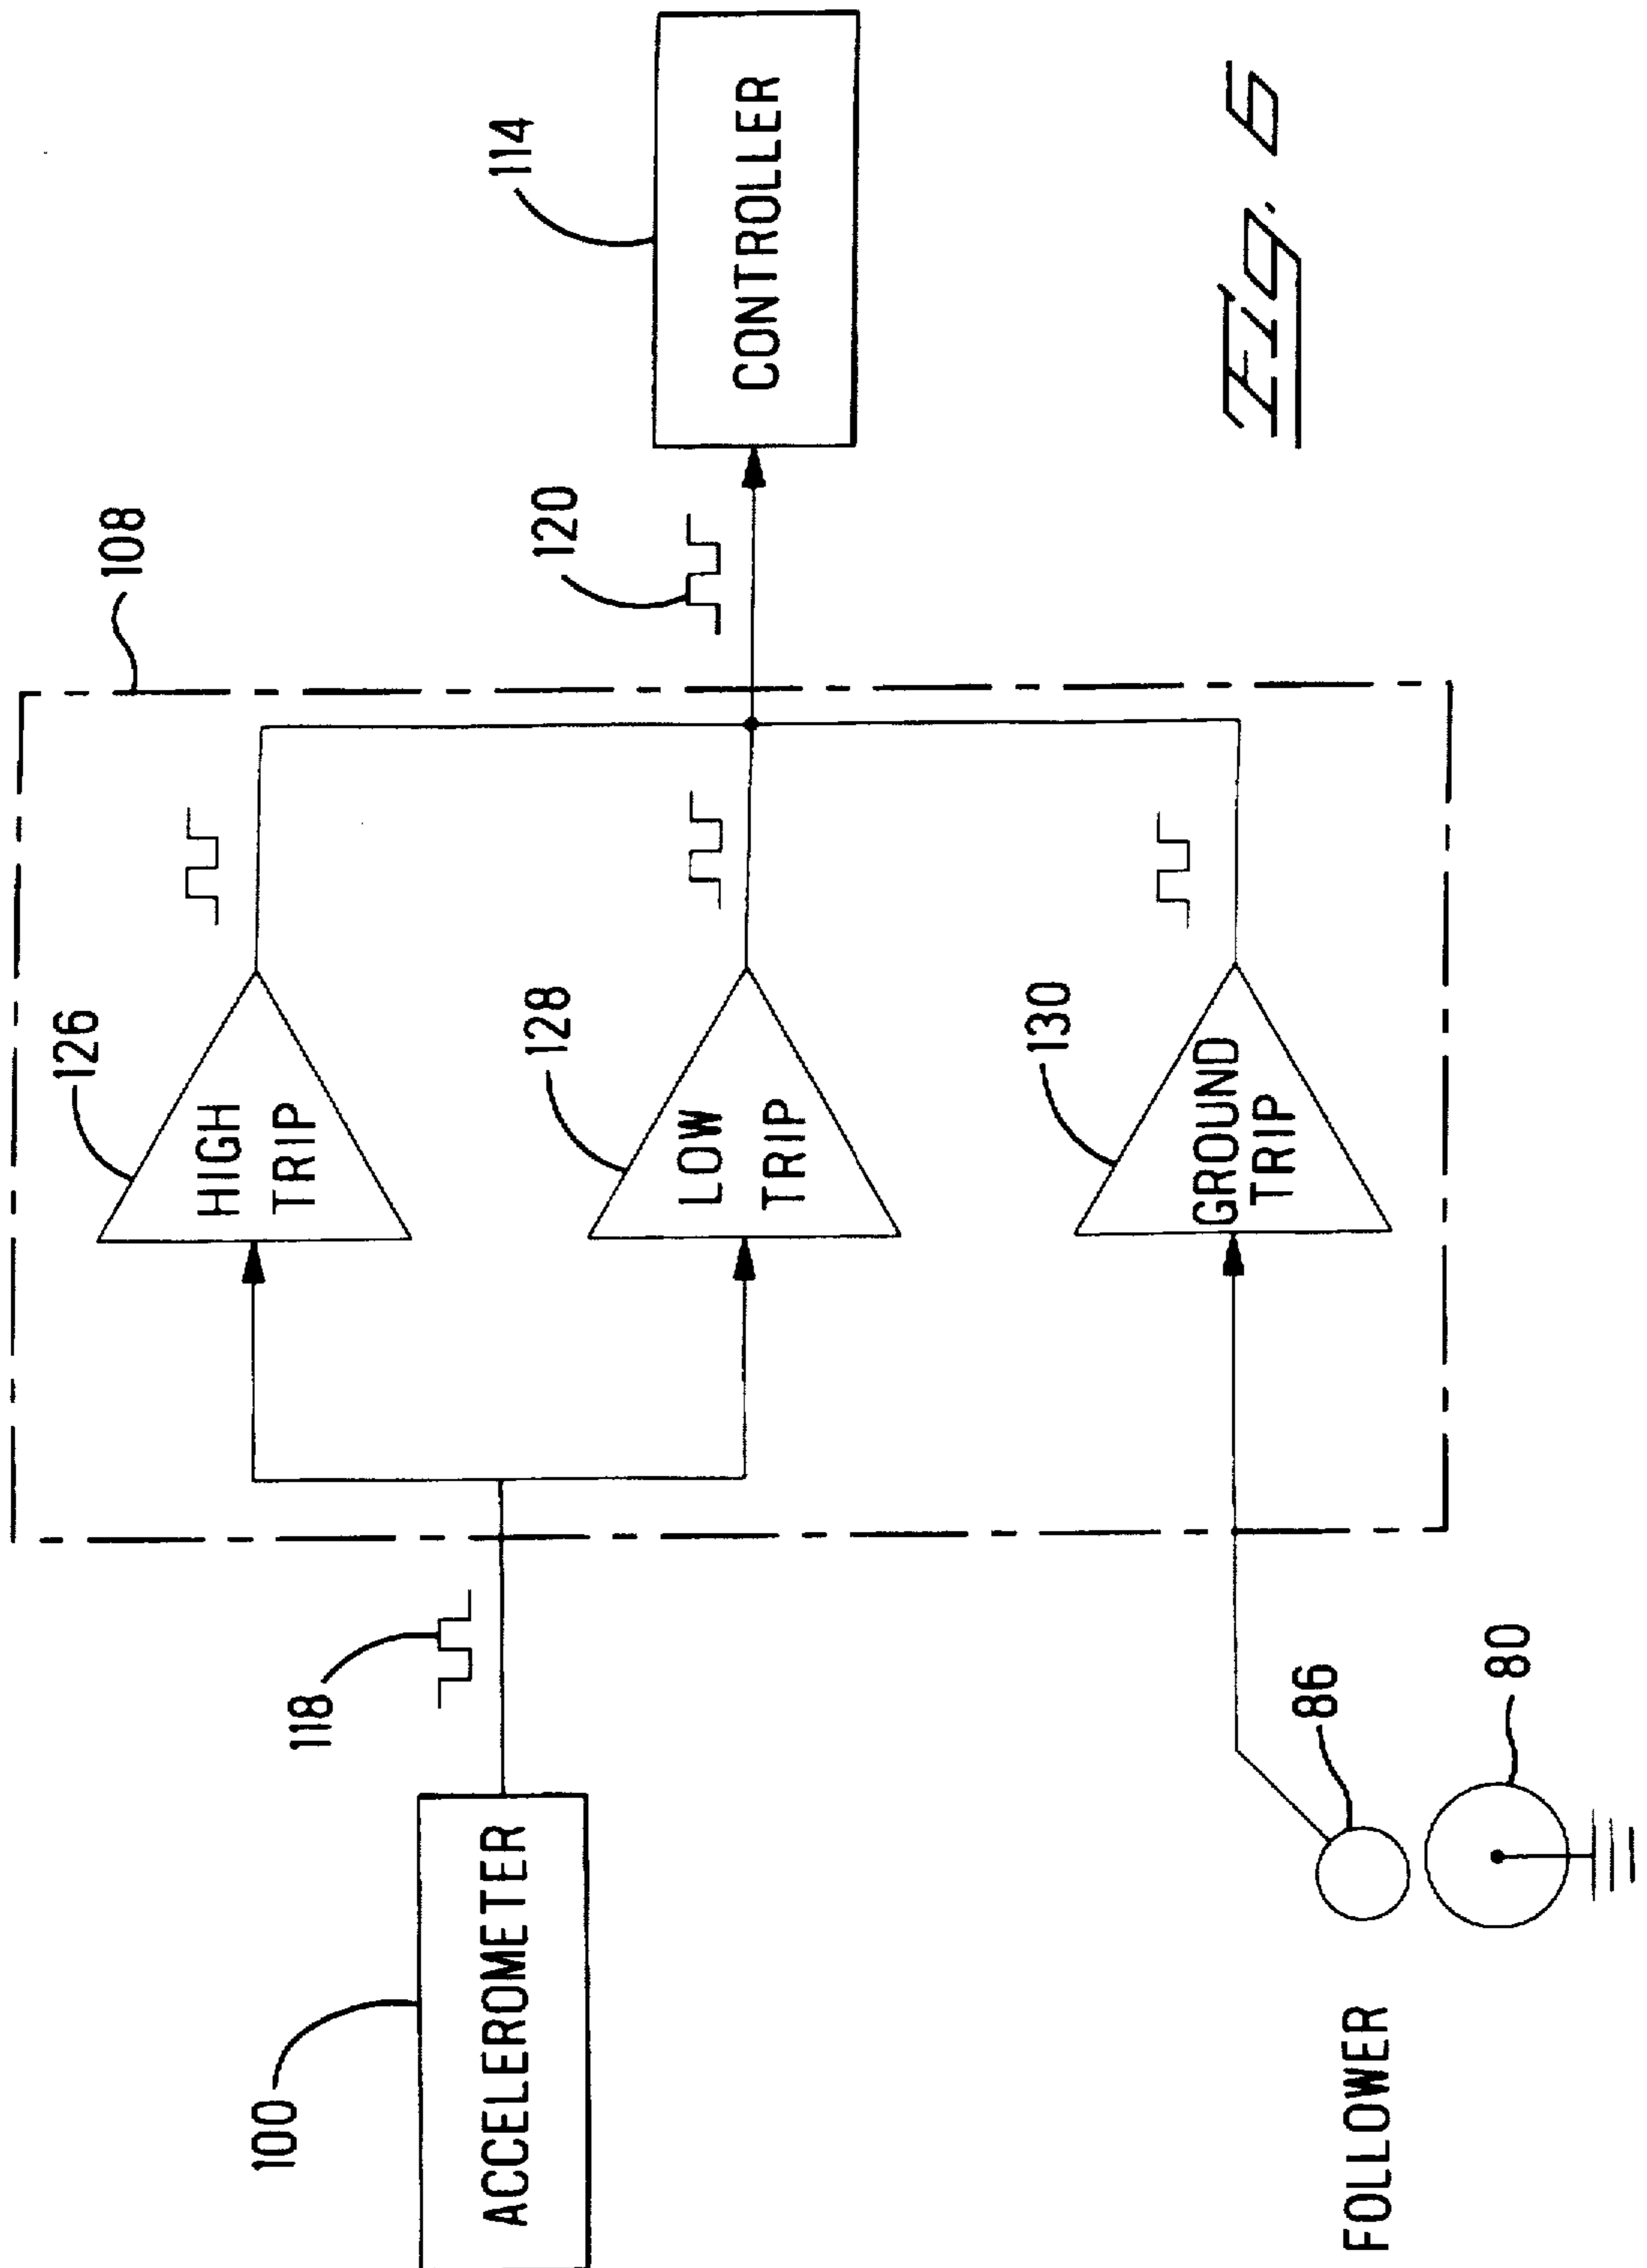 108
126
HIGH
TRIP
114
CONTROLLER
120
118
100
ACCELEROMETER
128
LOW
TRIP
130
GROUND
TRIP
86
80
FOLLOWER
Fig. 6